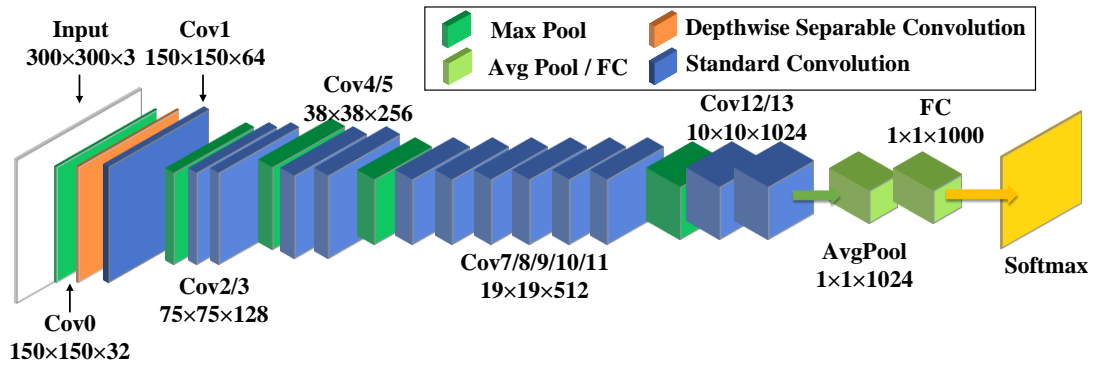 Input
300×300×3
Cov1
150×150×64
Max Pool
Depthwise Separable Convolution
Avg Pool / FC
Standard Convolution
Cov4/5
38×38×256
Cov12/13
10×10×1024
FC
1×1×1000
Cov2/3
75×75×128
Cov7/8/9/10/11
19×19×512
AvgPool
1×1×1024
Softmax
Cov0
150×150×32